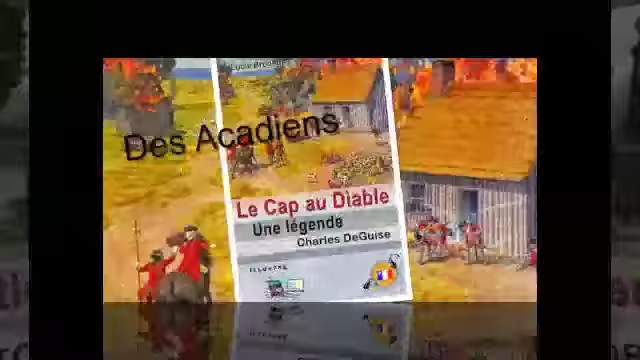 Des Acadiens
Le Cap au Diable
Une légende
Charles DeGuise